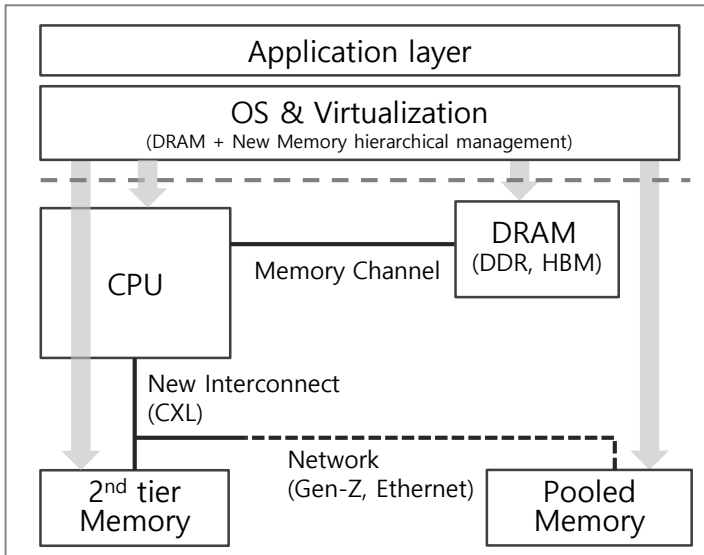 Application layer
OS & Virtualization
(DRAM + New Memory hierarchical management)
CPU
Memory Channel
DRAM
(DDR, HBM)
New Interconnect
(CXL)
Network
(Gen-Z, Ethernet)
2nd tier
Memory
Pooled
Memory